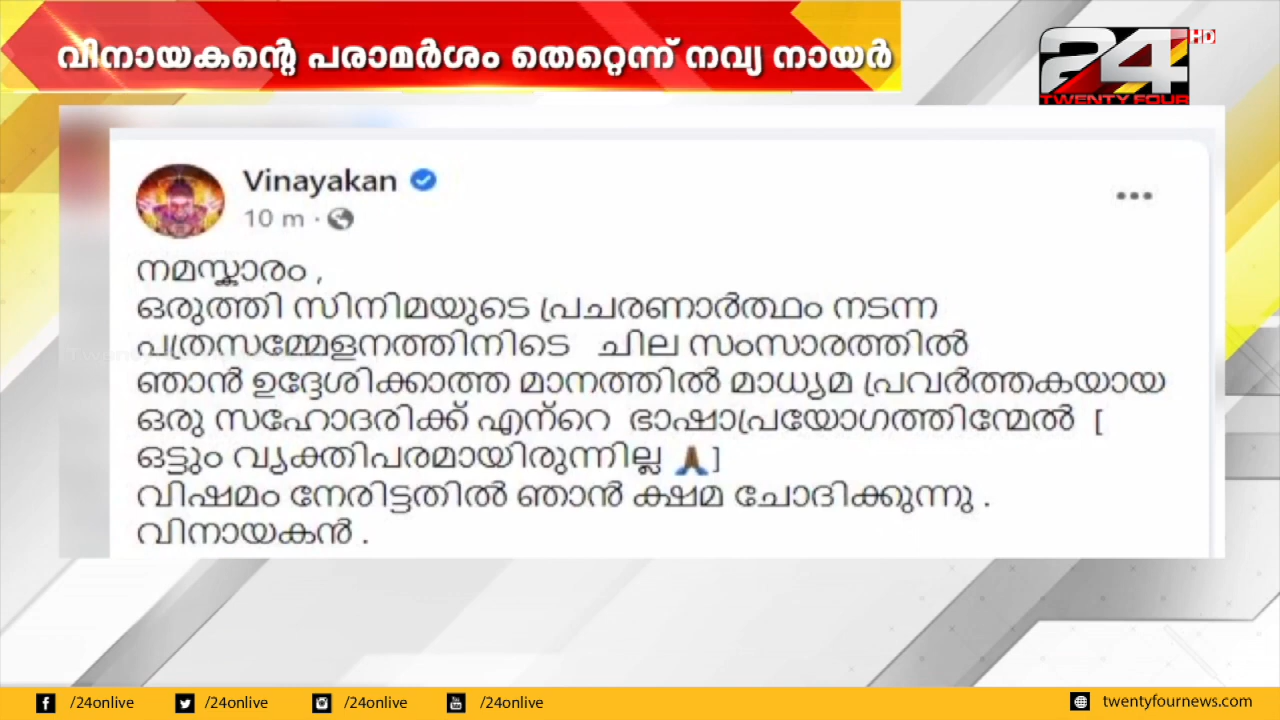 വിനായകന്റെ പരാമർശം തെറ്റെന്ന് നവ്യ നായർ
24 HD
TWENTY FOUR
Vinayakan
10 m ·
നമസ്കാരം ,
ഒരുത്തി സിനിമയുടെ പ്രചരണാർത്ഥം നടന്ന
പത്രസമ്മേളനത്തിനിടെ ചില സംസാരത്തിൽ
ഞാൻ ഉദ്ദേശിക്കാത്ത മാനത്തിൽ മാധ്യമ പ്രവർത്തകയായ
ഒരു സഹോദരിക്ക് എന്റെ ഭാഷാപ്രയോഗത്തിന്മേൽ [
ഒട്ടും വ്യക്തിപരമായിരുന്നില്ല 🙏🏾]
വിഷമം നേരിട്ടതിൽ ഞാൻ ക്ഷമ ചോദിക്കുന്നു .
വിനായകൻ .
/24onlive /24onlive /24onlive /24onlive twentyfournews.com